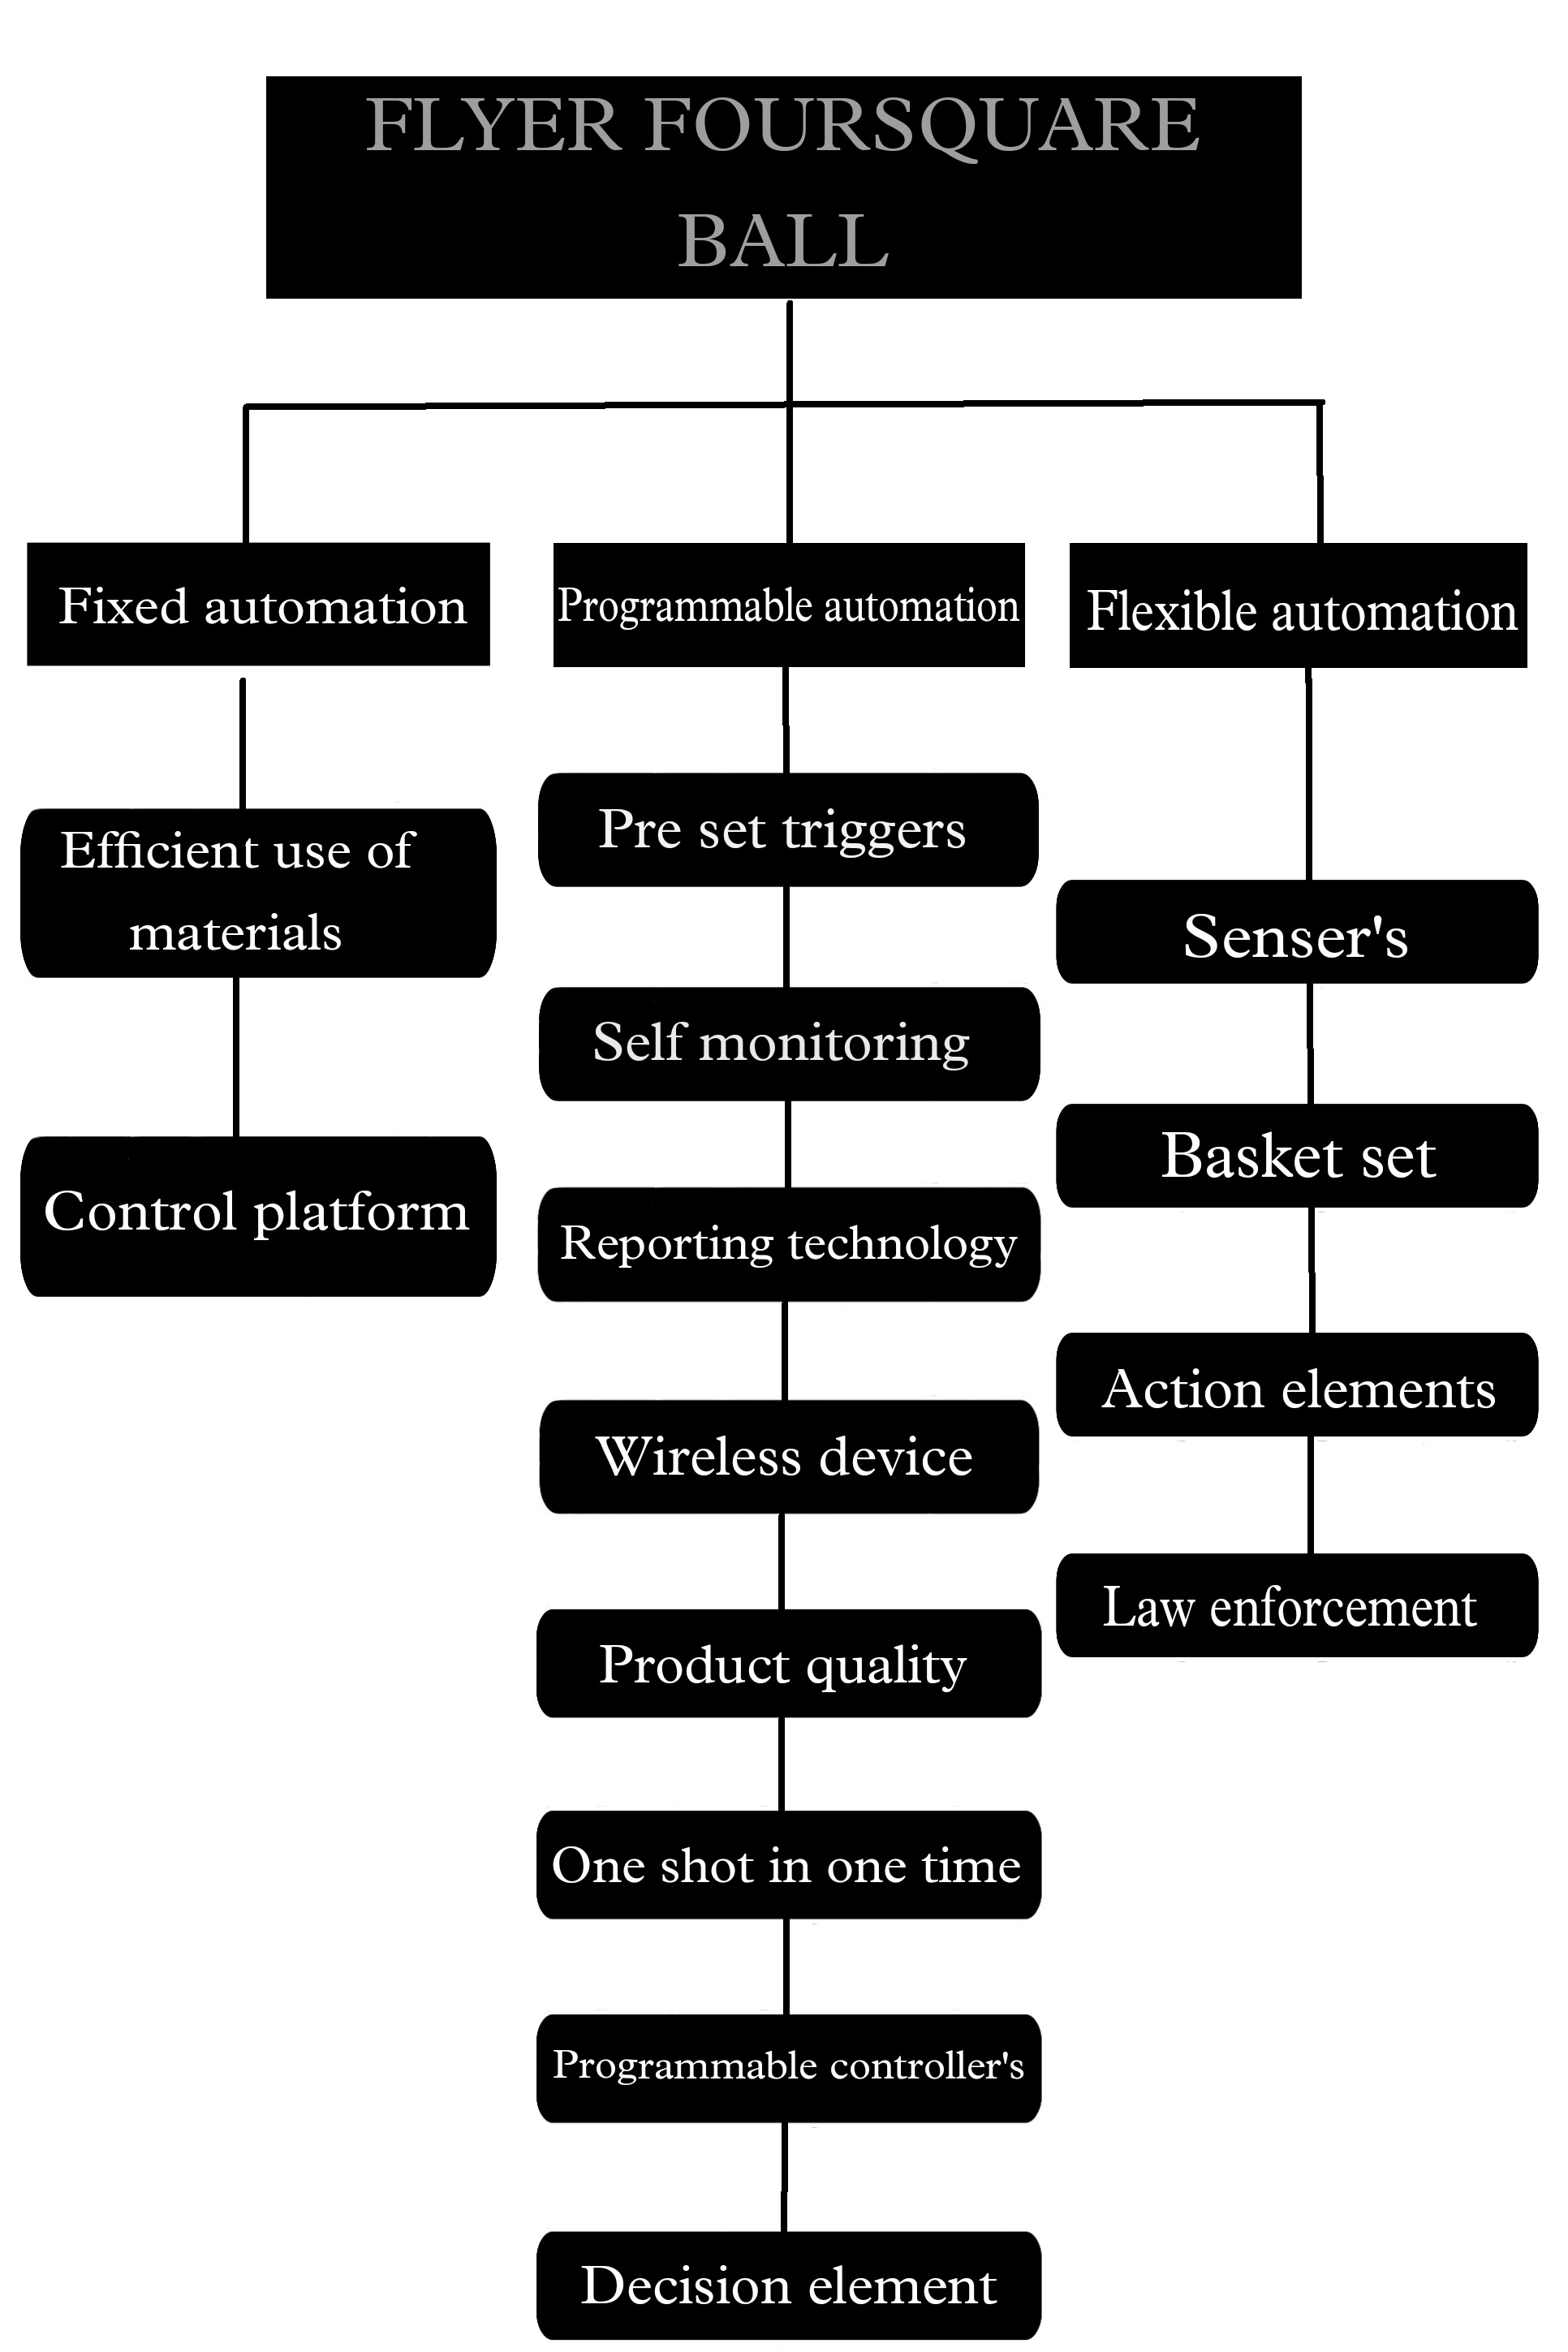 FLYER FOURSQUARE
BALL
Fixed automation
Programmable automation
Flexible automation
Efficient use of
materials
Control platform
Pre set triggers
Self monitoring
Reporting technology
Wireless device
Product quality
One shot in one time
Programmable controller's
Decision element
Senser's
Basket set
Action elements
Law enforcement